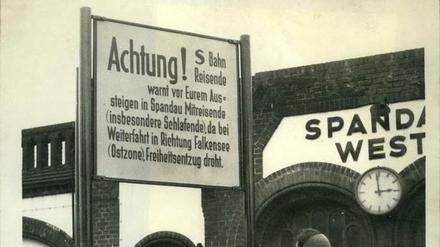 Achtung! S Bahn
Reisende
warnt vor Eurem Aus-
steigen in Spandau Mitreisende
(insbesondere Schlafende), da bei
Weiterfahrt in Richtung Falkensee
(Ostzone), Freiheitsentzug droht.
SPANDA
WEST